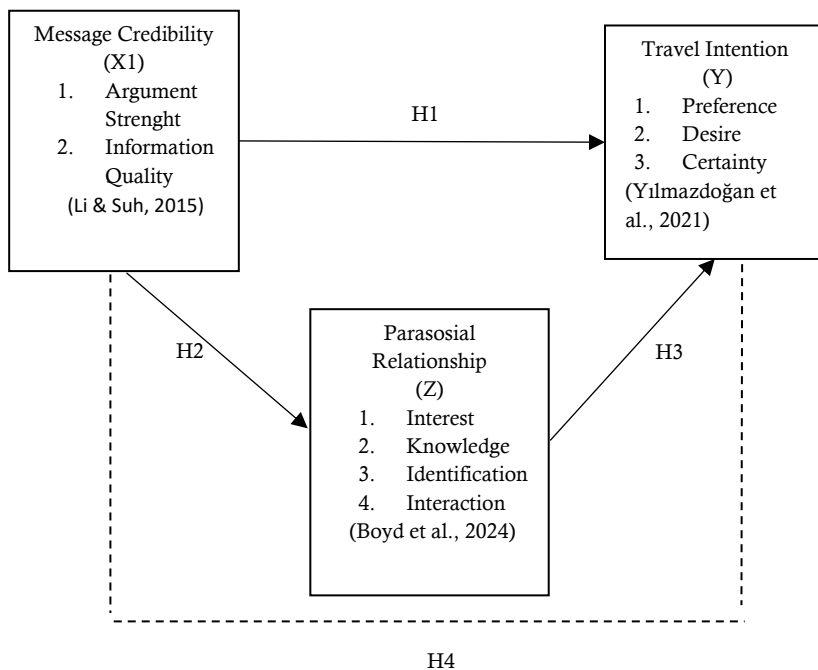 Message Credibility
(X1)
1. Argument
Strenght
2. Information
Quality
(Li & Suh, 2015)
H1
Travel Intention
(Y)
1. Preference
2. Desire
3. Certainty
(Yılmazdoğan et
al., 2021)
H2
Parasosial
Relationship
(Z)
1. Interest
2. Knowledge
3. Identification
4. Interaction
(Boyd et al., 2024)
H3
H4